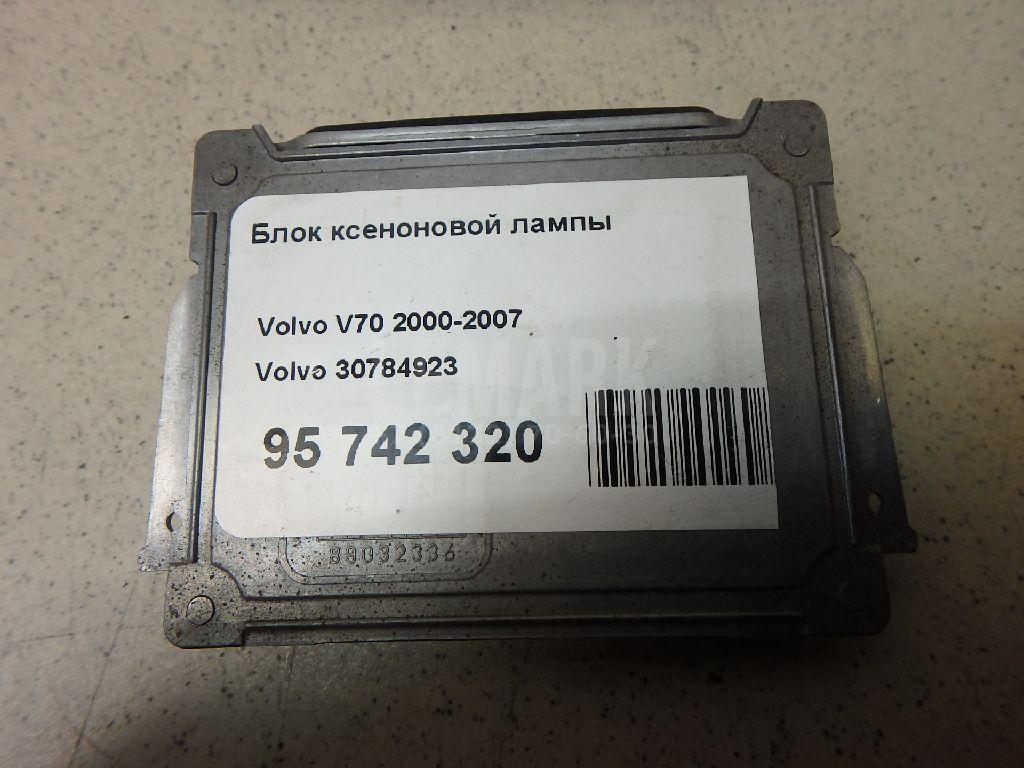 Блок ксеноновой лампы
Volvo V70 2000-2007
Volvo 30784923
95 742 320
88032336